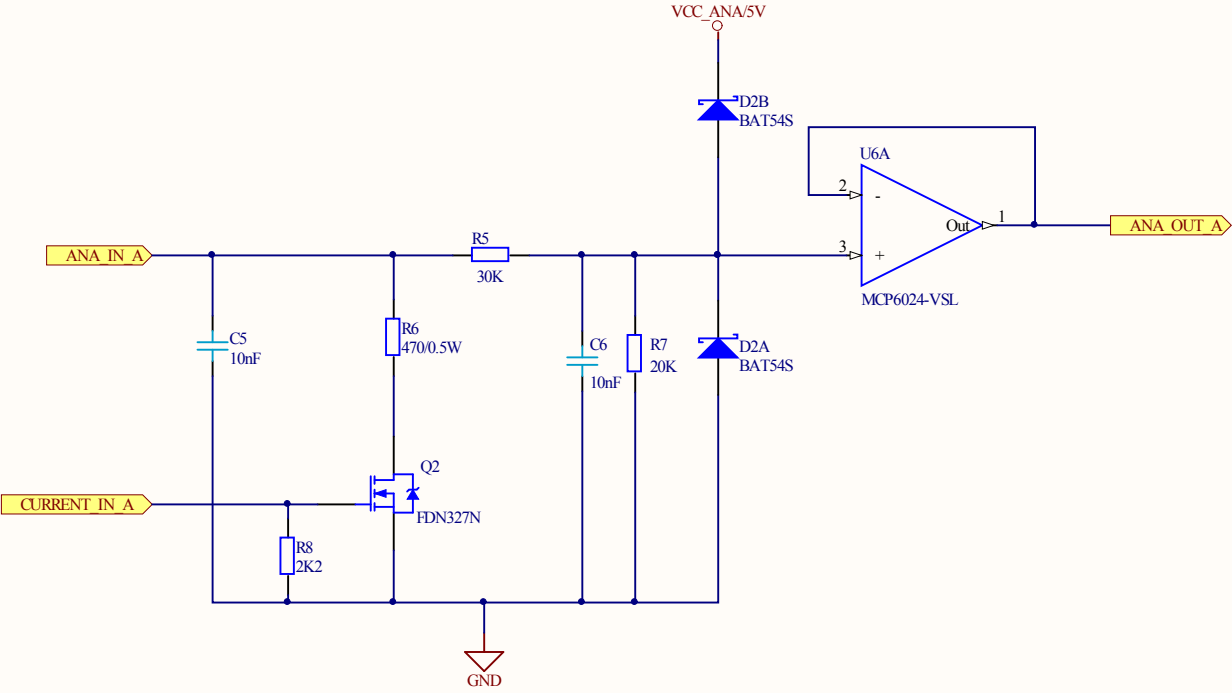 VCC_ANA/5V
D2B
BAT54S
U6A
2
-
Out
1
ANA_OUT_A
3
+
MCP6024-VSL
ANA_IN_A
R5
30K
C5
10nF
R6
470/0.5W
C6
10nF
R7
20K
D2A
BAT54S
Q2
FDN327N
CURRENT_IN_A
R8
2K2
GND